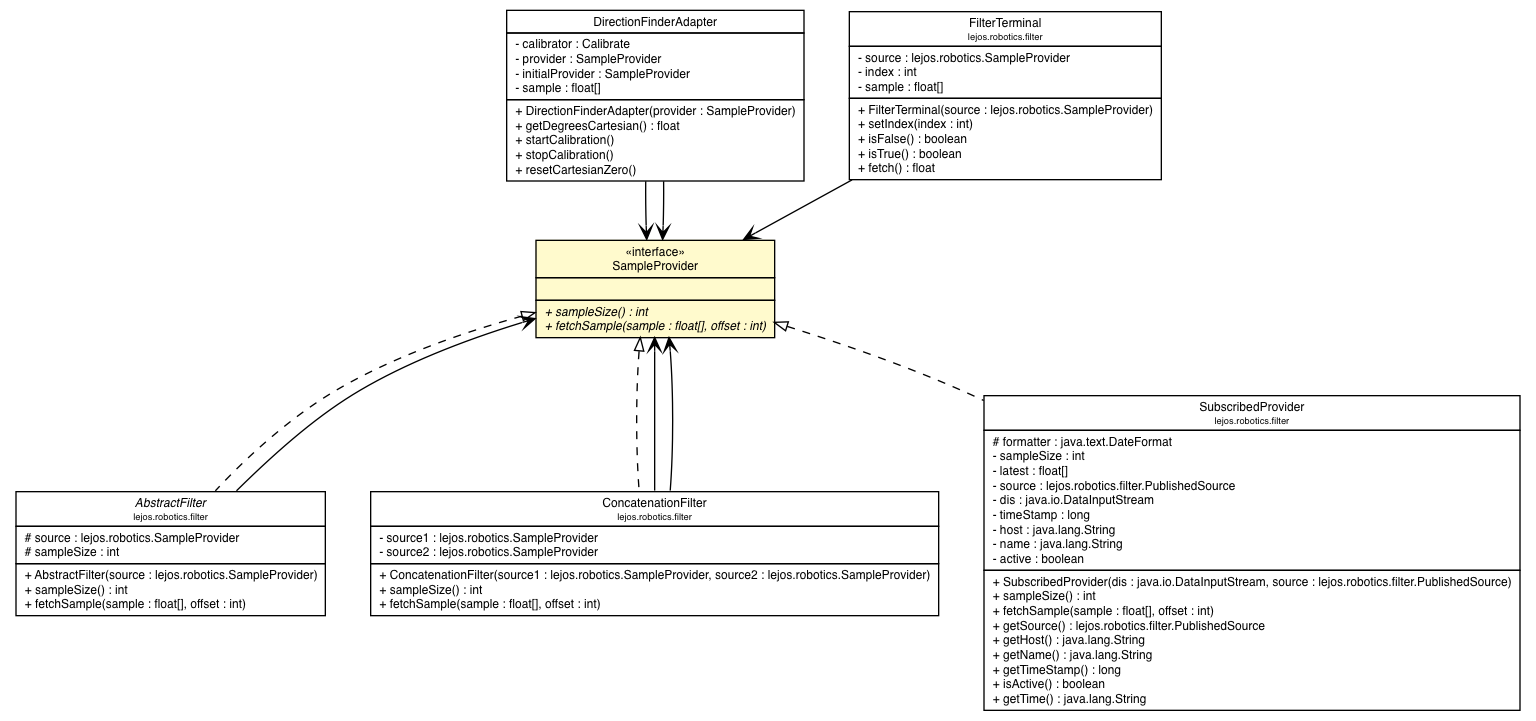 DirectionFinderAdapter
- calibrator : Calibrate
- provider : SampleProvider
- initialProvider : SampleProvider
- sample : float[]
+ DirectionFinderAdapter(provider : SampleProvider)
+ getDegreesCartesian() : float
+ startCalibration()
+ stopCalibration()
+ resetCartesianZero()
FilterTerminal
lejos.robotics.filter
- source : lejos.robotics.SampleProvider
- index : int
- sample : float[]
+ FilterTerminal(source : lejos.robotics.SampleProvider)
+ setIndex(index : int)
+ isFalse() : boolean
+ isTrue() : boolean
+ fetch() : float
«interface»
SampleProvider
+ sampleSize() : int
+ fetchSample(sample : float[], offset : int)
AbstractFilter
lejos.robotics.filter
# source : lejos.robotics.SampleProvider
# sampleSize : int
+ AbstractFilter(source : lejos.robotics.SampleProvider)
+ sampleSize() : int
+ fetchSample(sample : float[], offset : int)
ConcatenationFilter
lejos.robotics.filter
- source1 : lejos.robotics.SampleProvider
- source2 : lejos.robotics.SampleProvider
+ ConcatenationFilter(source1 : lejos.robotics.SampleProvider, source2 : lejos.robotics.SampleProvider)
+ sampleSize() : int
+ fetchSample(sample : float[], offset : int)
SubscribedProvider
lejos.robotics.filter
# formatter : java.text.DateFormat
- sampleSize : int
- latest : float[]
- source : lejos.robotics.filter.PublishedSource
- dis : java.io.DataInputStream
- timeStamp : long
- host : java.lang.String
- name : java.lang.String
- active : boolean
+ SubscribedProvider(dis : java.io.DataInputStream, source : lejos.robotics.filter.PublishedSource)
+ sampleSize() : int
+ fetchSample(sample : float[], offset : int)
+ getSource() : lejos.robotics.filter.PublishedSource
+ getHost() : java.lang.String
+ getName() : java.lang.String
+ getTimeStamp() : long
+ isActive() : boolean
+ getTime() : java.lang.String